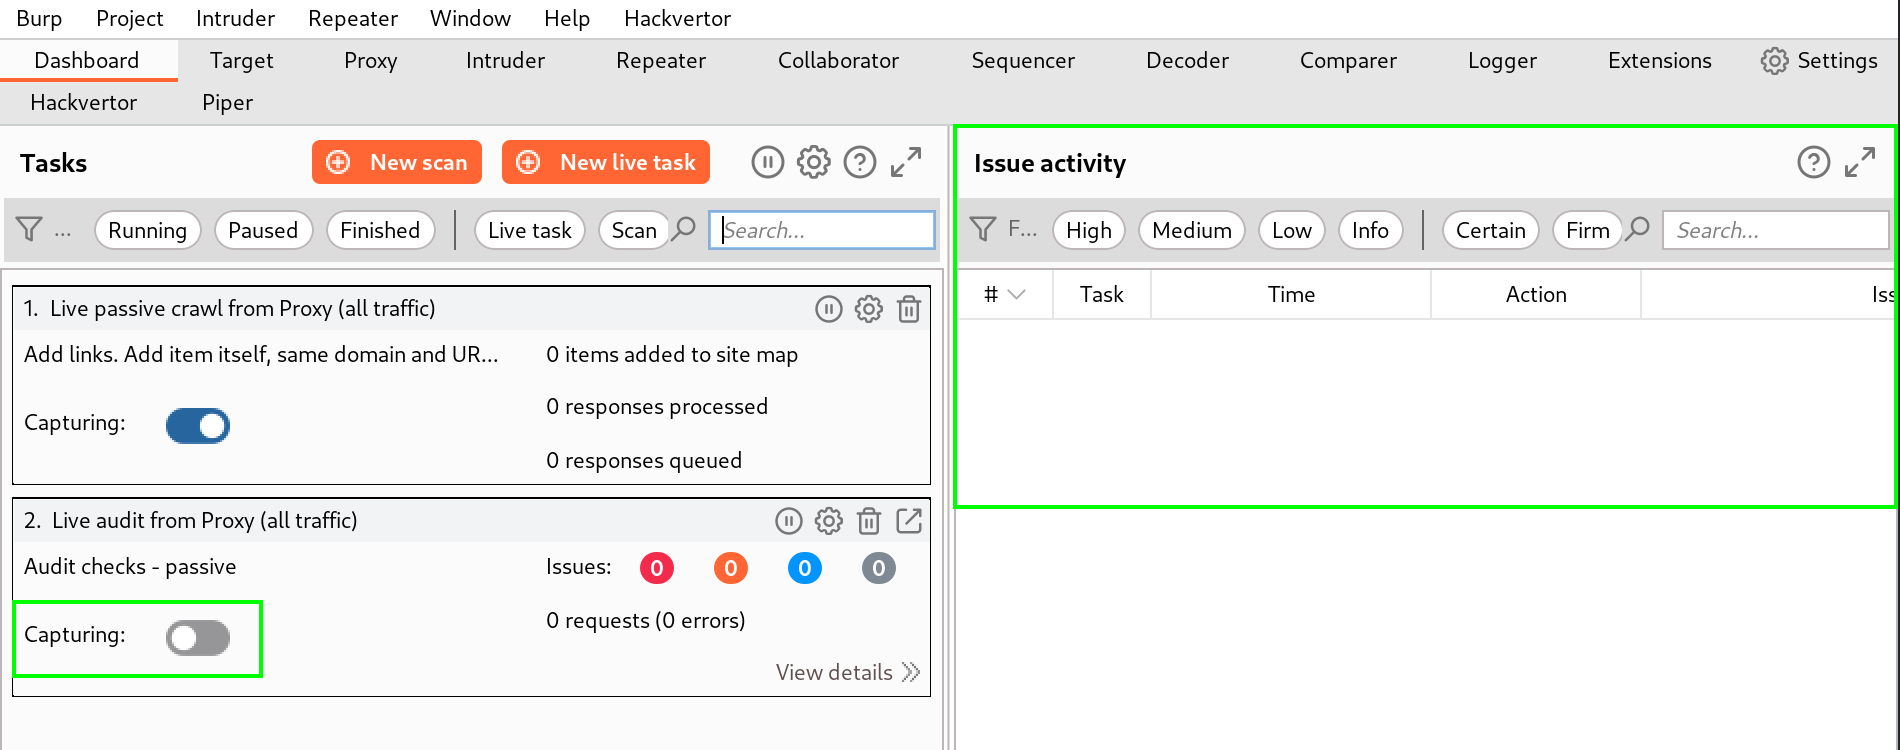 Burp Project Intruder Repeater Window Help Hackvertor
Dashboard Target Proxy Intruder Repeater Collaborator Sequencer Decoder Comparer Logger Extensions Settings
Hackvertor Piper
Tasks New scan New live task
... Running Paused Finished Live task Scan Search...
1. Live passive crawl from Proxy (all traffic)
Add links. Add item itself, same domain and UR... 0 items added to site map
0 responses processed
Capturing:
0 responses queued
2. Live audit from Proxy (all traffic)
Audit checks - passive Issues: 0 0 0 0
0 requests (0 errors)
Capturing:
View details
Issue activity
F... High Medium Low Info Certain Firm Search...
# Task Time Action Iss